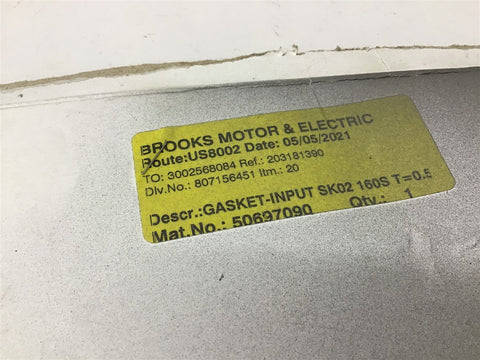 BROOKS MOTOR & ELECTRIC
Route:US8002 Date: 05/05/2021
TO: 3002568084 Ref.: 203181390
Dlv.No.: 807156451 Itm.: 20
Descr.:GASKET-INPUT SK02 160S T=0.5
Mat.No.: 50697090 Qty.: 1